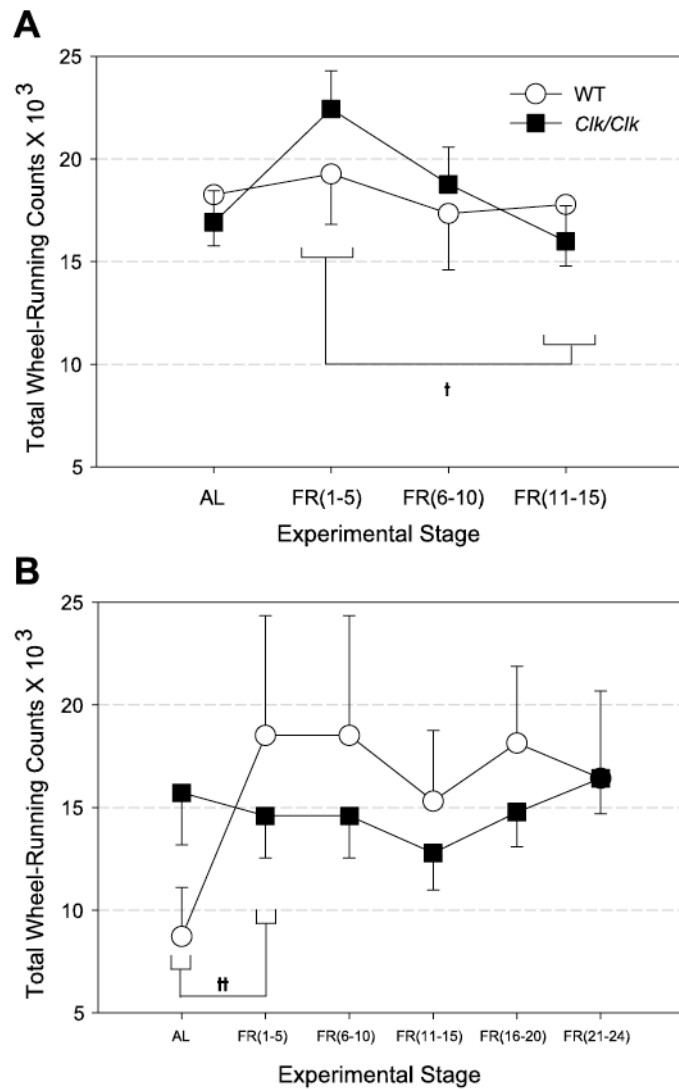 A
Total Wheel-Running Counts X 10³
25
20
15
10
5
WT
Clk/Clk
†
AL FR(1-5) FR(6-10) FR(11-15)
Experimental Stage
B
Total Wheel-Running Counts X 10³
25
20
15
10
5
††
AL FR(1-5) FR(6-10) FR(11-15) FR(16-20) FR(21-24)
Experimental Stage